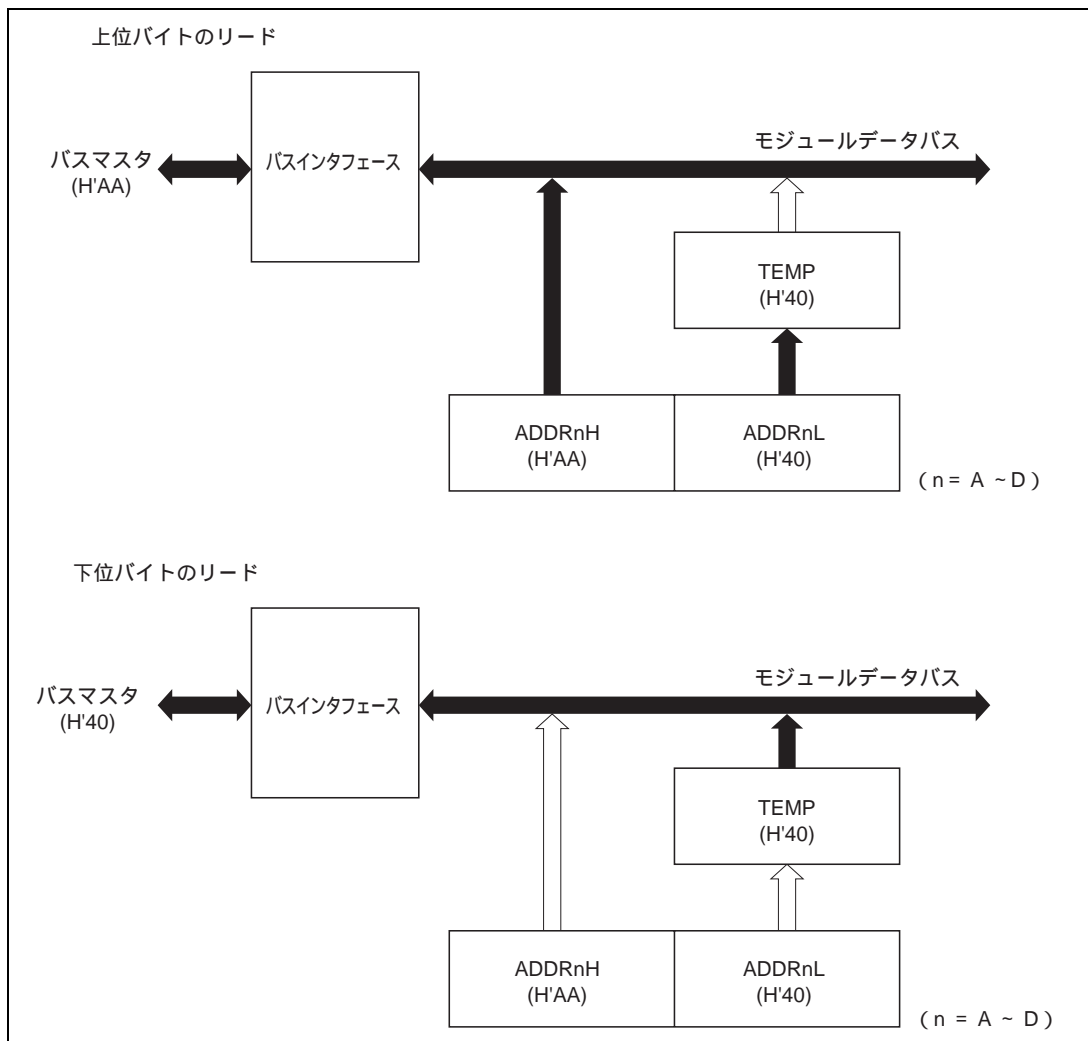 上位バイトのリード
モジュールデータバス
バスマスタ
(H'AA)
バスインタフェース
TEMP
(H'40)
ADDRnH
(H'AA)
ADDRnL
(H'40)
(n= A ~D)
下位バイトのリード
モジュールデータバス
バスマスタ
(H'40)
バスインタフェース
TEMP
(H'40)
ADDRnH
(H'AA)
ADDRnL
(H'40)
(n = A ~ D)